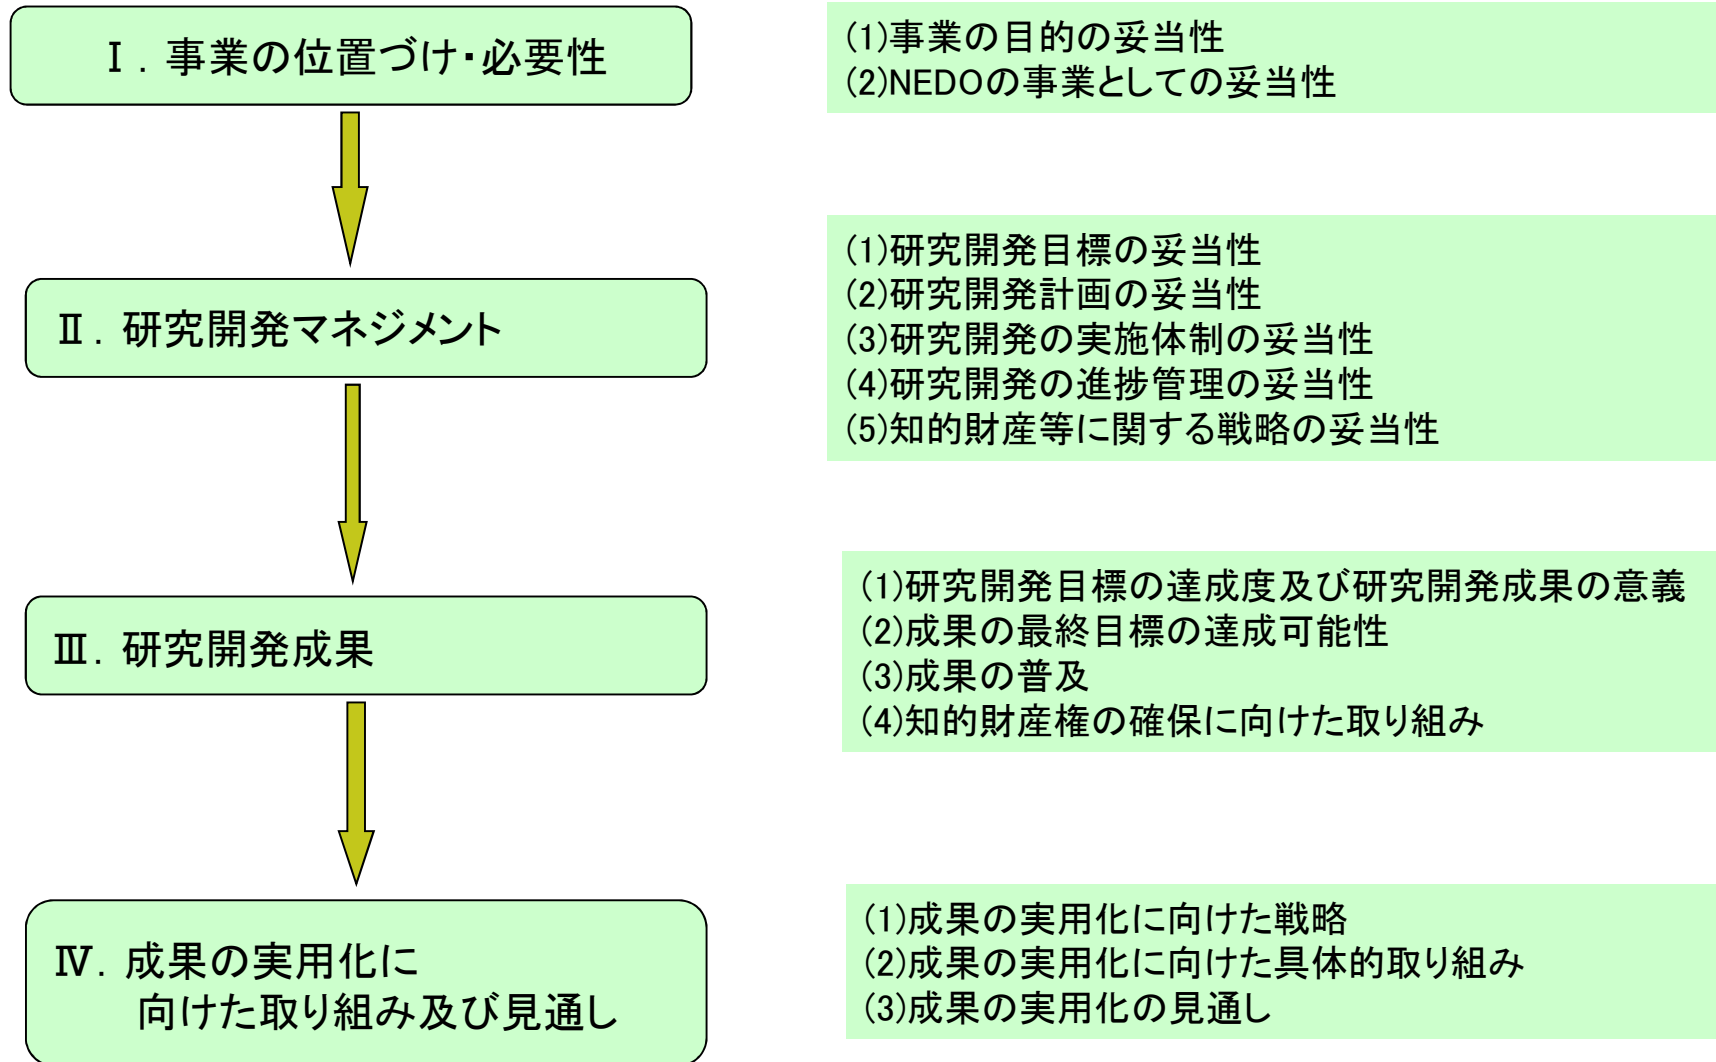 Ⅰ. 事業の位置づけ・必要性
(1)事業の目的の妥当性
(2)NEDOの事業としての妥当性
Ⅱ. 研究開発マネジメント
(1)研究開発目標の妥当性
(2)研究開発計画の妥当性
(3)研究開発の実施体制の妥当性
(4)研究開発の進捗管理の妥当性
(5)知的財産等に関する戦略の妥当性
Ⅲ. 研究開発成果
(1)研究開発目標の達成度及び研究開発成果の意義
(2)成果の最終目標の達成可能性
(3)成果の普及
(4)知的財産権の確保に向けた取り組み
Ⅳ. 成果の実用化に
向けた取り組み及び見通し
(1)成果の実用化に向けた戦略
(2)成果の実用化に向けた具体的取り組み
(3)成果の実用化の見通し